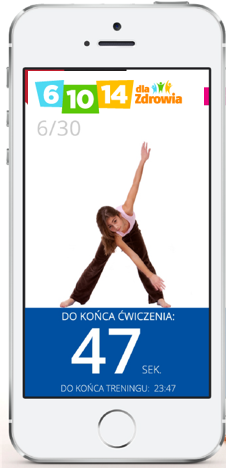 6 10 14 dla Zdrowia
6/30
DO KOŃCA ĆWICZENIA:
47 SEK.
DO KOŃCA TRENINGU: 23:47